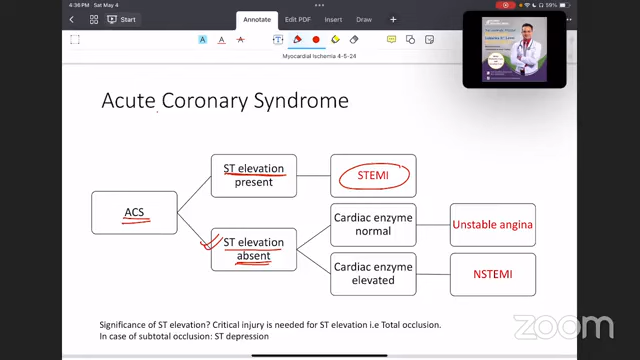 4:36 PM Sat May 4
59%
Start
Annotate
Edit PDF
Insert
Draw
Myocardial Ischemia 4-5-24
Acute Coronary Syndrome
ACS
ST elevation
present
STEMI
ST elevation
absent
Cardiac enzyme
normal
Unstable angina
Cardiac enzyme
elevated
NSTEMI
Significance of ST elevation? Critical injury is needed for ST elevation i.e Total occlusion.
In case of subtotal occlusion: ST depression
zoom